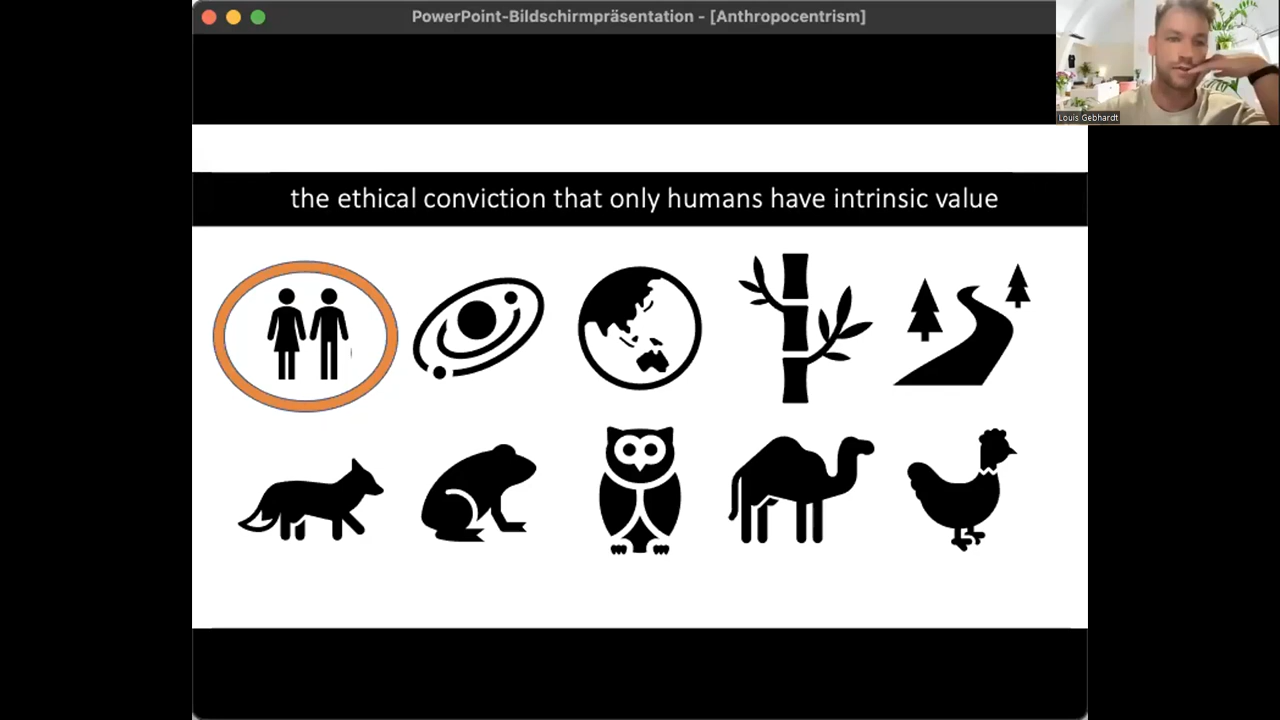 PowerPoint-Bildschirmpräsentation - [Anthropocentrism]
Louis Gebhardt
the ethical conviction that only humans have intrinsic value